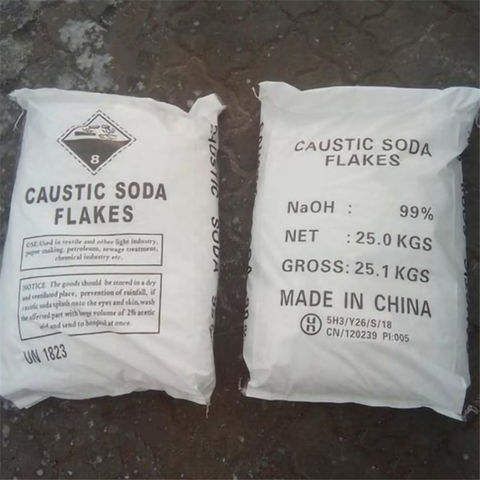 8
CAUSTIC SODA
FLAKES
USE.Used in textile and other light industry,
paper making, petroleum, sewage treatment,
chemical industry etc.
NOTICE. The goods should be stored in a dry
and ventilated place, prevention of rainfall, if
caustic soda splash onto the eyes and skin, wash
the affected part with large volume of 2% acetic
and send to hospital at once.
UN 1823
CAUSTIC SODA
CAUSTIC SODA
FLAKES
NaOH : 99%
NET : 25.0 KGS
GROSS: 25.1 KGS
MADE IN CHINA
un
5H3/Y26/S/18
CN/120239 PI:005